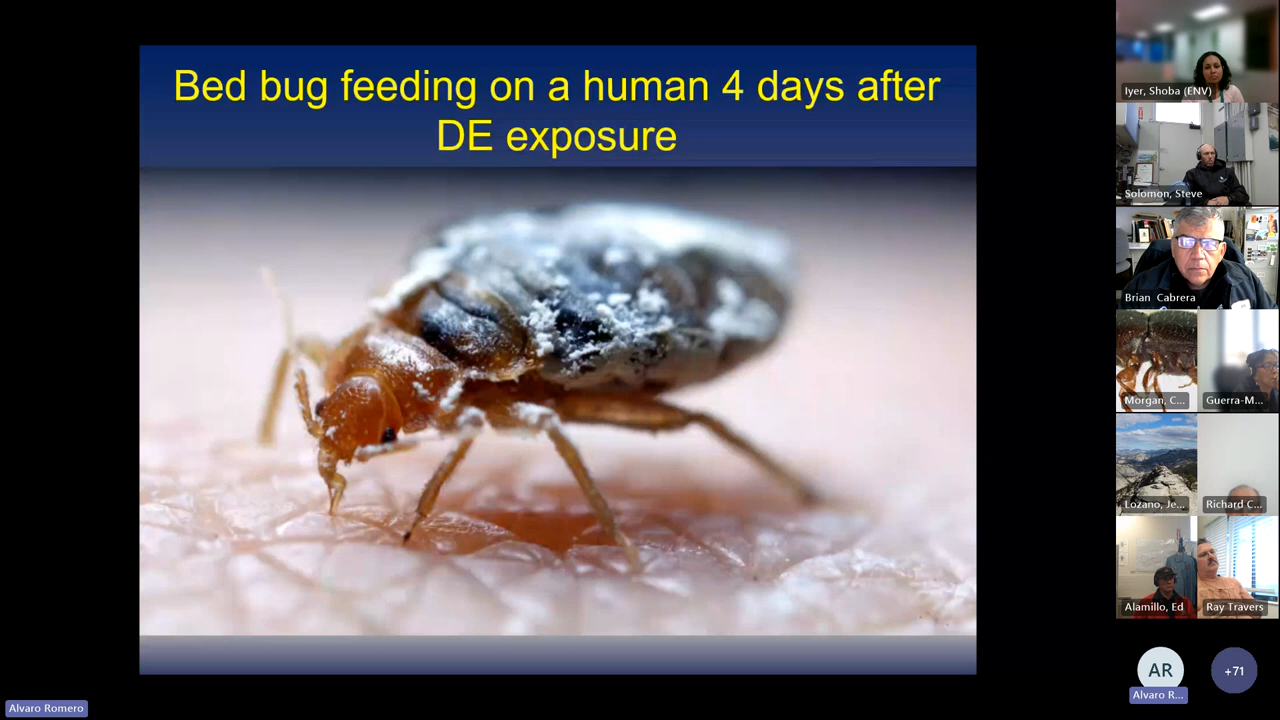 Bed bug feeding on a human 4 days after
DE exposure
Iyer, Shoba (ENV)
Solomon, Steve
Brian Cabrera
Morgan, C...
Guerra-M...
Lozano, Je...
Richard C...
Alamillo, Ed
Ray Travers
AR
+71
Alvaro R...
Alvaro Romero